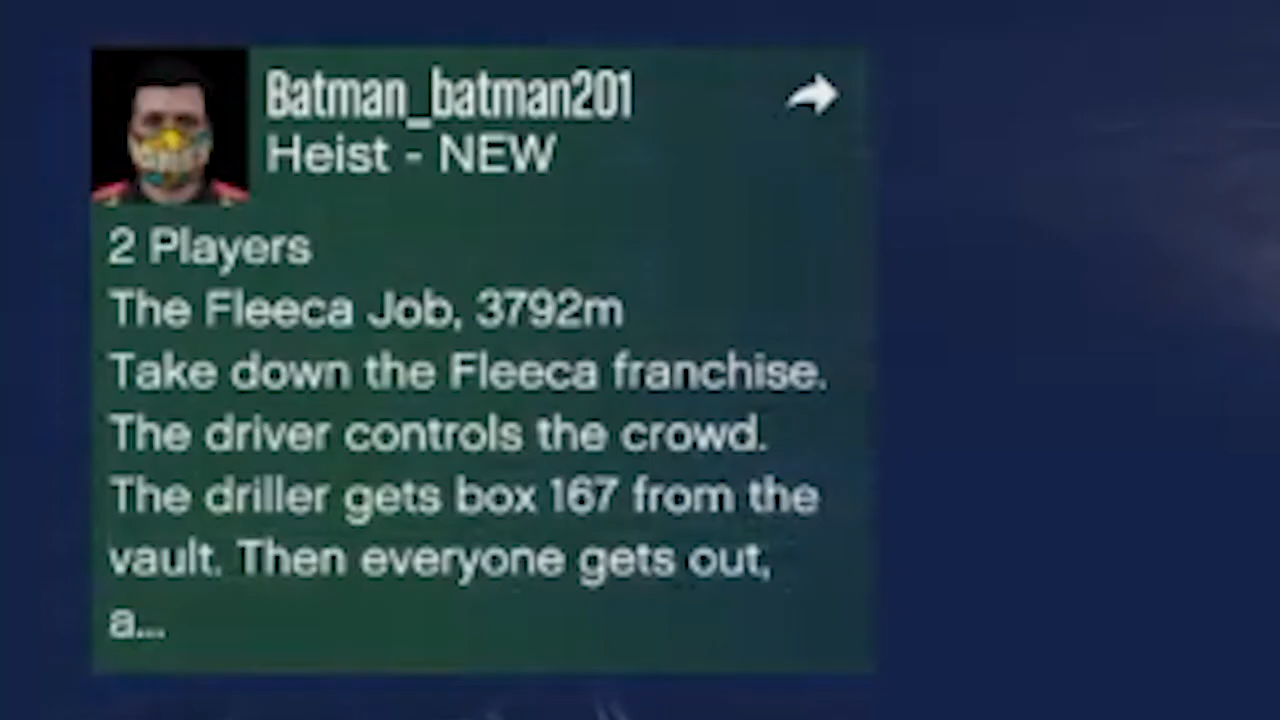 Batman_batman201
Heist - NEW
2 Players
The Fleeca Job, 3792m
Take down the Fleeca franchise.
The driver controls the crowd.
The driller gets box 167 from the
vault. Then everyone gets out,
a...